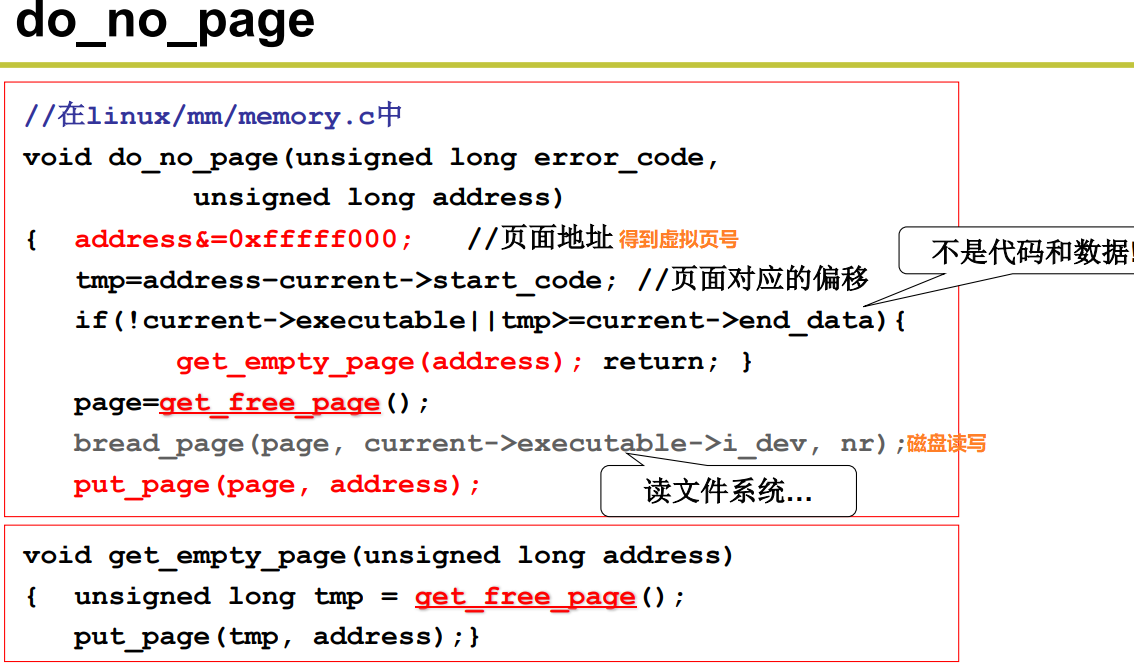 do_no_page
//在linux/mm/memory.c中
void do_no_page(unsigned long error_code,
unsigned long address)
{ address&=0xfffff000; //页面地址 得到虚拟页号
不是代码和数据!
tmp=address-current->start_code; //页面对应的偏移
if(!current->executable||tmp>=current->end_data){
get_empty_page(address); return; }
page=get_free_page();
bread_page(page, current->executable->i_dev, nr);磁盘读写
put_page(page, address);
读文件系统…
void get_empty_page(unsigned long address)
{ unsigned long tmp = get_free_page();
put_page(tmp, address);}